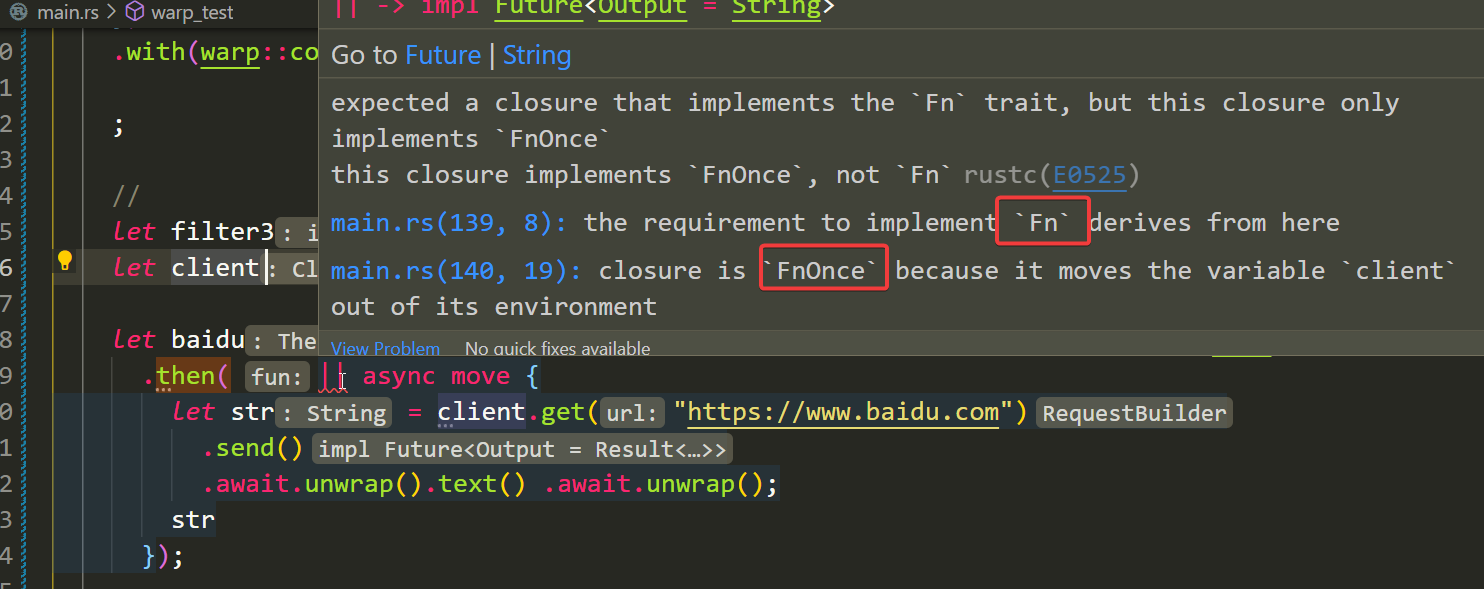 main.rs > warp_test
|| -> impl Future<Output = String>
0 .with(warp::co
Go to Future | String
1
expected a closure that implements the `Fn` trait, but this closure only
2 ;
implements `FnOnce`
3
this closure implements `FnOnce`, not `Fn` rustc(E0525)
4 //
5 let filter3: i
main.rs(139, 8): the requirement to implement `Fn` derives from here
6 let client: Cl
main.rs(140, 19): closure is `FnOnce` because it moves the variable `client`
7
out of its environment
8 let baidu: The
View Problem No quick fixes available
9 .then( fun: || async move {
0 let str: String = client.get( url: "https://www.baidu.com") RequestBuilder
1 .send() impl Future<Output = Result<…>>
2 .await.unwrap().text() .await.unwrap();
3 str
4 });